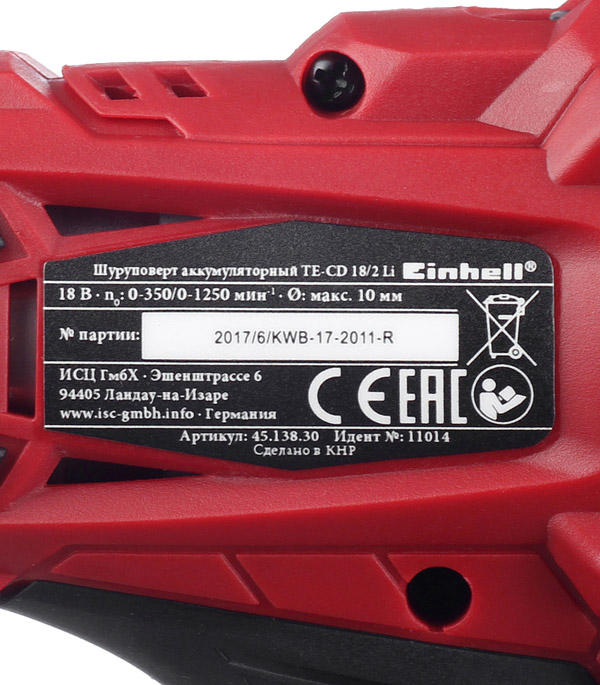 Шуруповерт аккумуляторный TE-CD 18/2 Li Einhell®
18 В · n₀: 0-350/0-1250 мин⁻¹ · Ø: макс. 10 мм
№ партии: 2017/6/KWB-17-2011-R
ИСЦ ГмбХ · Эшенштрассе 6
94405 Ландау-на-Изаре
www.isc-gmbh.info · Германия
CE EAC
Артикул: 45.138.30 Идент №: 11014
Сделано в КНР